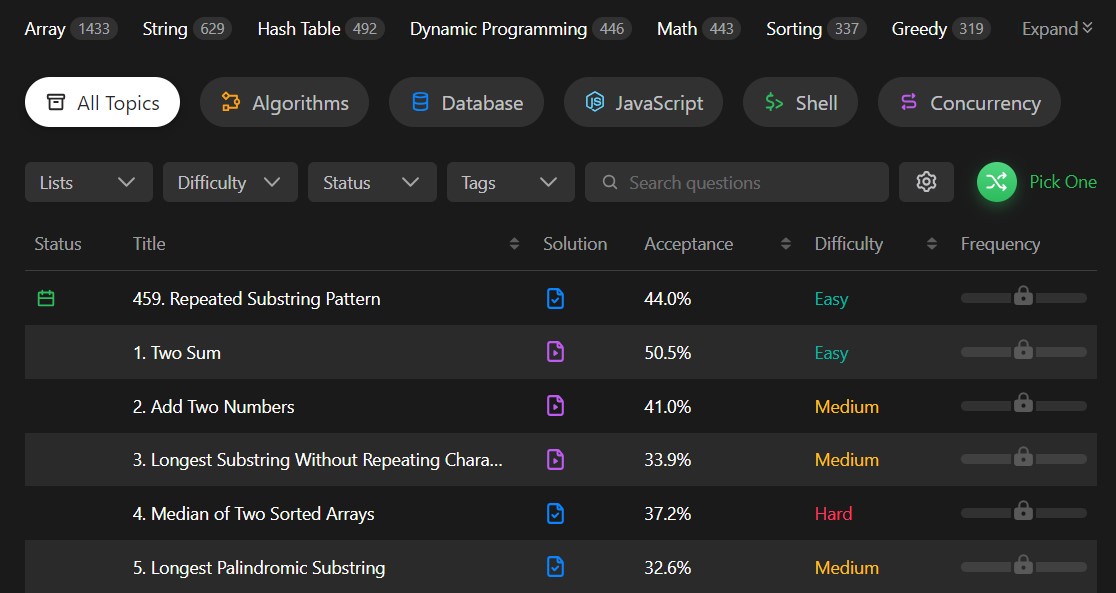 Array 1433 String 629 Hash Table 492 Dynamic Programming 446 Math 443 Sorting 337 Greedy 319 Expand
All Topics Algorithms Database JS JavaScript Shell Concurrency
Lists Difficulty Status Tags Search questions Pick One
Status Title Solution Acceptance Difficulty Frequency
459. Repeated Substring Pattern 44.0% Easy
1. Two Sum 50.5% Easy
2. Add Two Numbers 41.0% Medium
3. Longest Substring Without Repeating Chara... 33.9% Medium
4. Median of Two Sorted Arrays 37.2% Hard
5. Longest Palindromic Substring 32.6% Medium